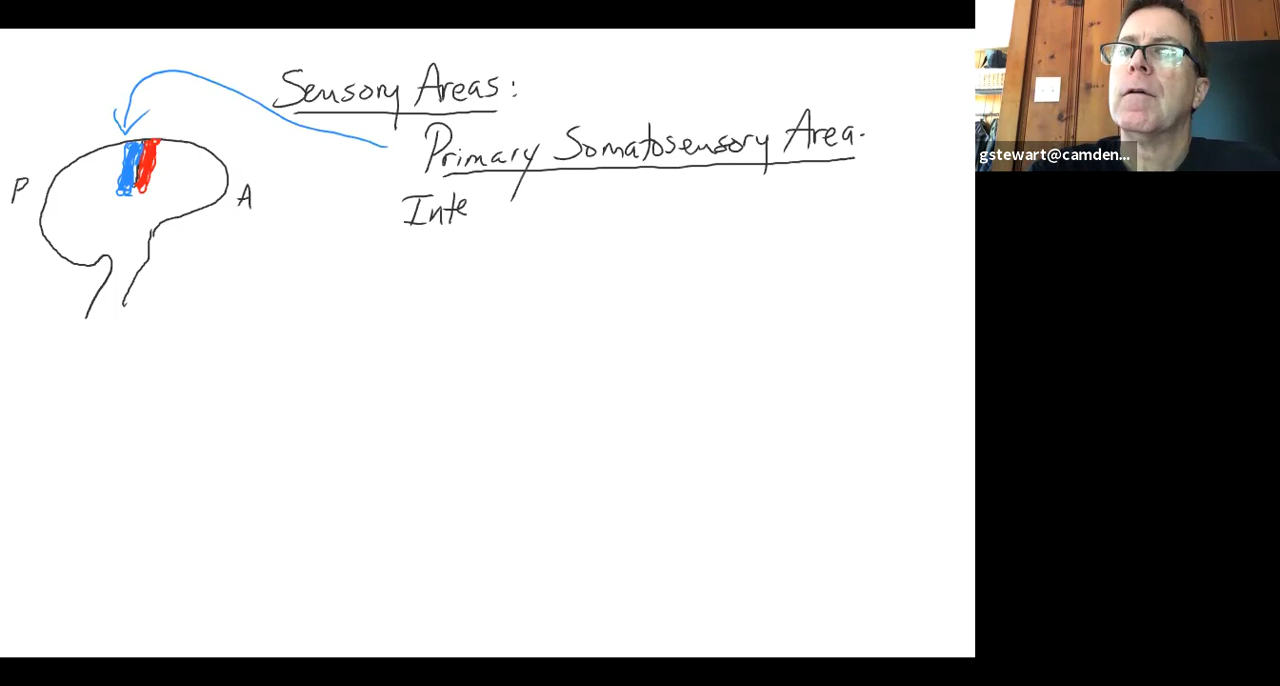 Sensory Areas:
Primary Somatosensory Area.
Inte
P
A
gstewart@camden...